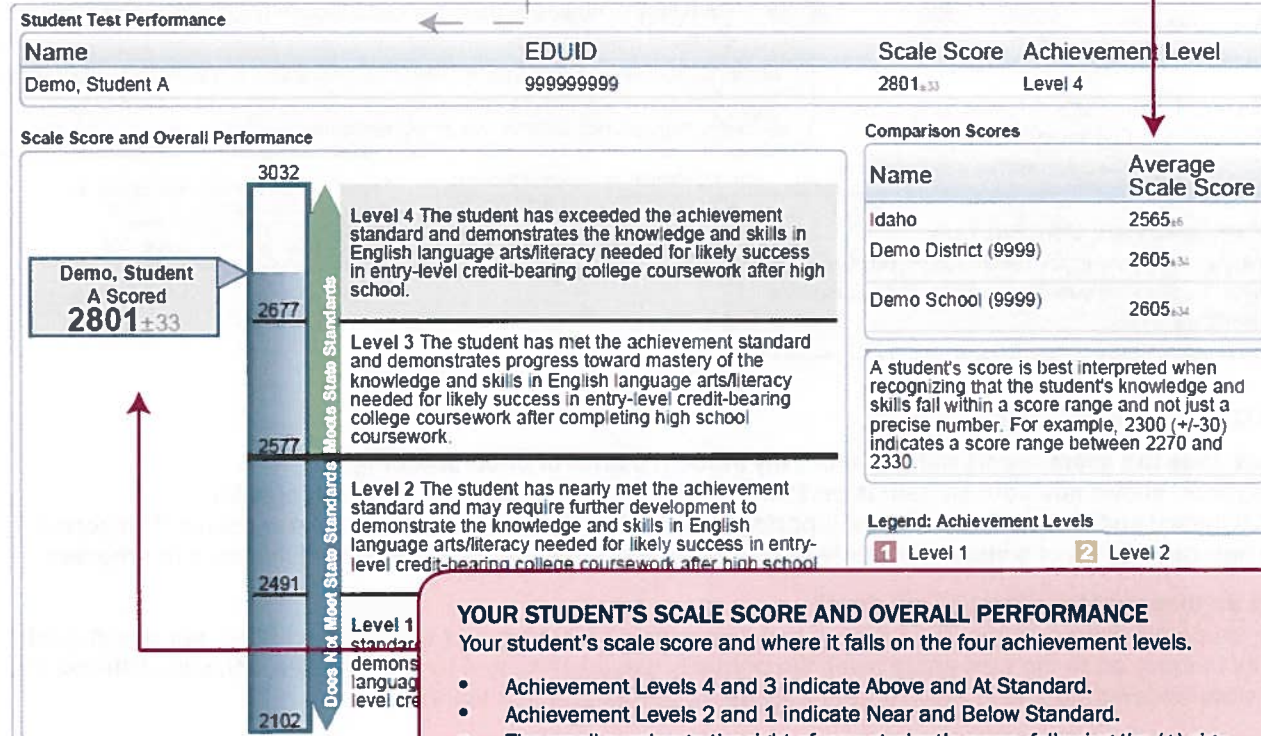 Student Test Performance
Name EDUID Scale Score Achievement Level
Demo, Student A 999999999 2801±33 Level 4
Scale Score and Overall Performance
3032
Demo, Student
A Scored
2801±33
2677
2577
2491
2102
Meets State Standards
Does Not Meet State Standards
Level 4 The student has exceeded the achievement
standard and demonstrates the knowledge and skills in
English language arts/literacy needed for likely success
in entry-level credit-bearing college coursework after high
school.
Level 3 The student has met the achievement standard
and demonstrates progress toward mastery of the
knowledge and skills in English language arts/literacy
needed for likely success in entry-level credit-bearing
college coursework after completing high school
coursework.
Level 2 The student has nearly met the achievement
standard and may require further development to
demonstrate the knowledge and skills in English
language arts/literacy needed for likely success in entry-
level credit-bearing college coursework after high school
Level 1
standard
demons
languag
level cre
Comparison Scores
Name Average
Scale Score
Idaho 2565±6
Demo District (9999) 2605±34
Demo School (9999) 2605±34
A student's score is best interpreted when
recognizing that the student's knowledge and
skills fall within a score range and not just a
precise number. For example, 2300 (+/-30)
indicates a score range between 2270 and
2330.
Legend: Achievement Levels
1 Level 1 2 Level 2
YOUR STUDENT'S SCALE SCORE AND OVERALL PERFORMANCE
Your student's scale score and where it falls on the four achievement levels.
• Achievement Levels 4 and 3 indicate Above and At Standard.
• Achievement Levels 2 and 1 indicate Near and Below Standard.